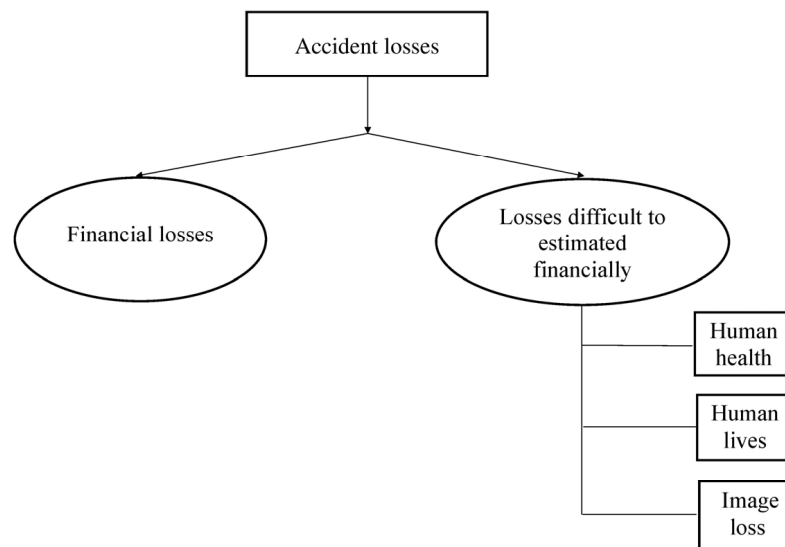 Accident losses
Financial losses
Losses difficult to
estimated
financially
Human
health
Human
lives
Image
loss